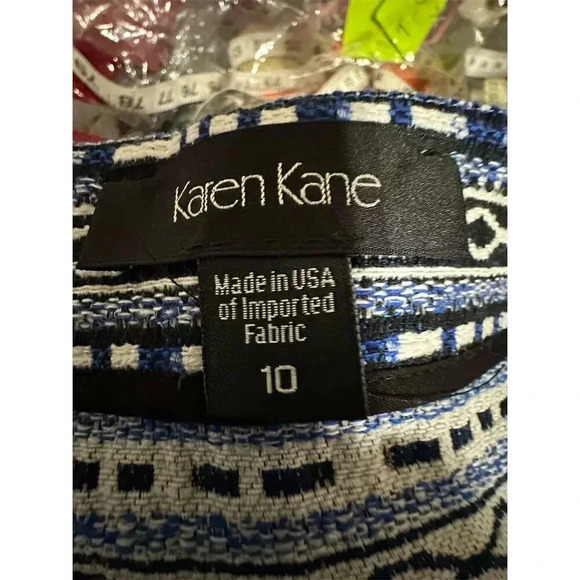 Karen Kane
Made in USA
of Imported
Fabric
10